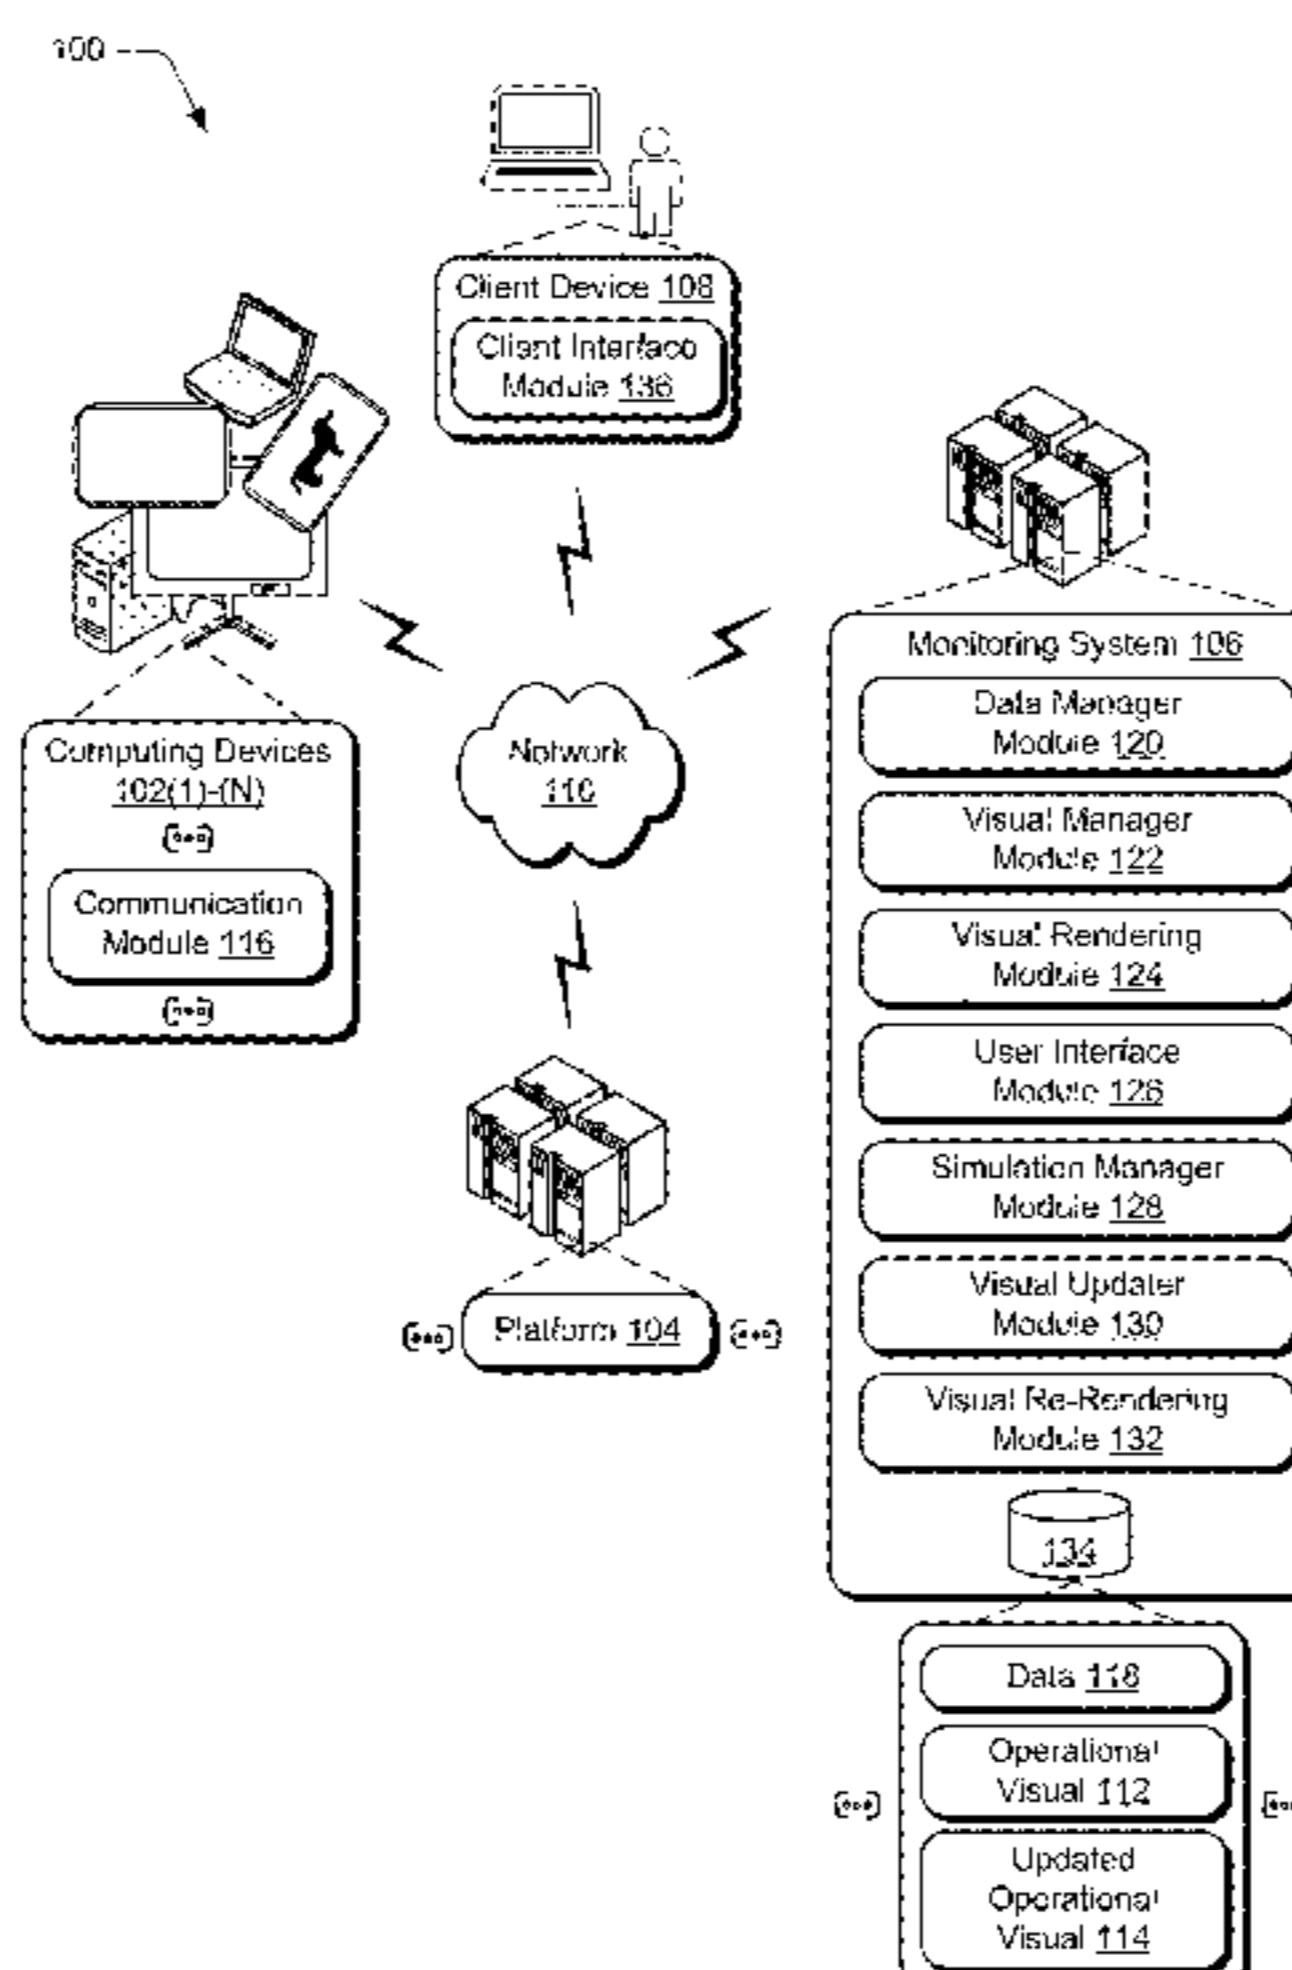 100
Client Device 108
Client Interface
Module 136
Monitoring System 106
Data Manager
Module 120
Visual Manager
Module 122
Visual Rendering
Module 124
User Interface
Module 126
Simulation Manager
Module 128
Visual Updater
Module 130
Visual Re-Rendering
Module 132
134
Data 118
Operational
Visual 112
Updated
Operational
Visual 114
Computing Devices
102(1)-(N)
Communication
Module 116
Network
110
Platform 104